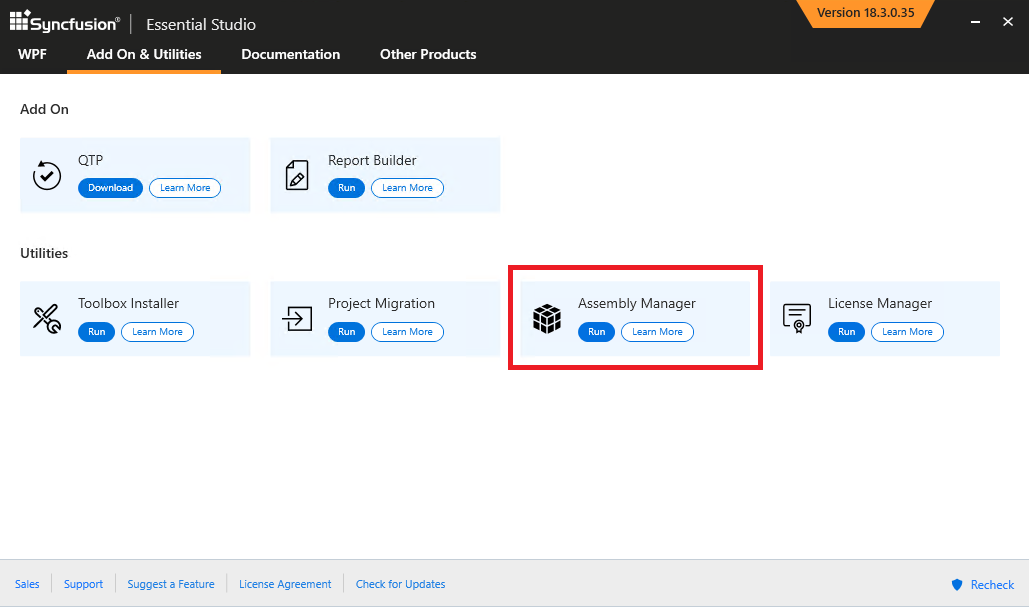 Syncfusion® Essential Studio
Version 18.3.0.35
WPF Add On & Utilities Documentation Other Products
Add On
QTP
Download Learn More
Report Builder
Run Learn More
Utilities
Toolbox Installer
Run Learn More
Project Migration
Run Learn More
Assembly Manager
Run Learn More
License Manager
Run Learn More
Sales Support Suggest a Feature License Agreement Check for Updates Recheck